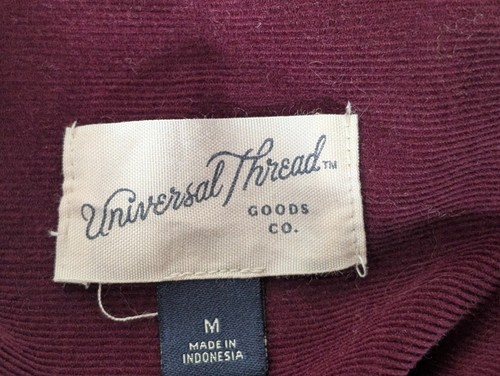 Universal Thread™
GOODS
CO.
M
MADE IN
INDONESIA